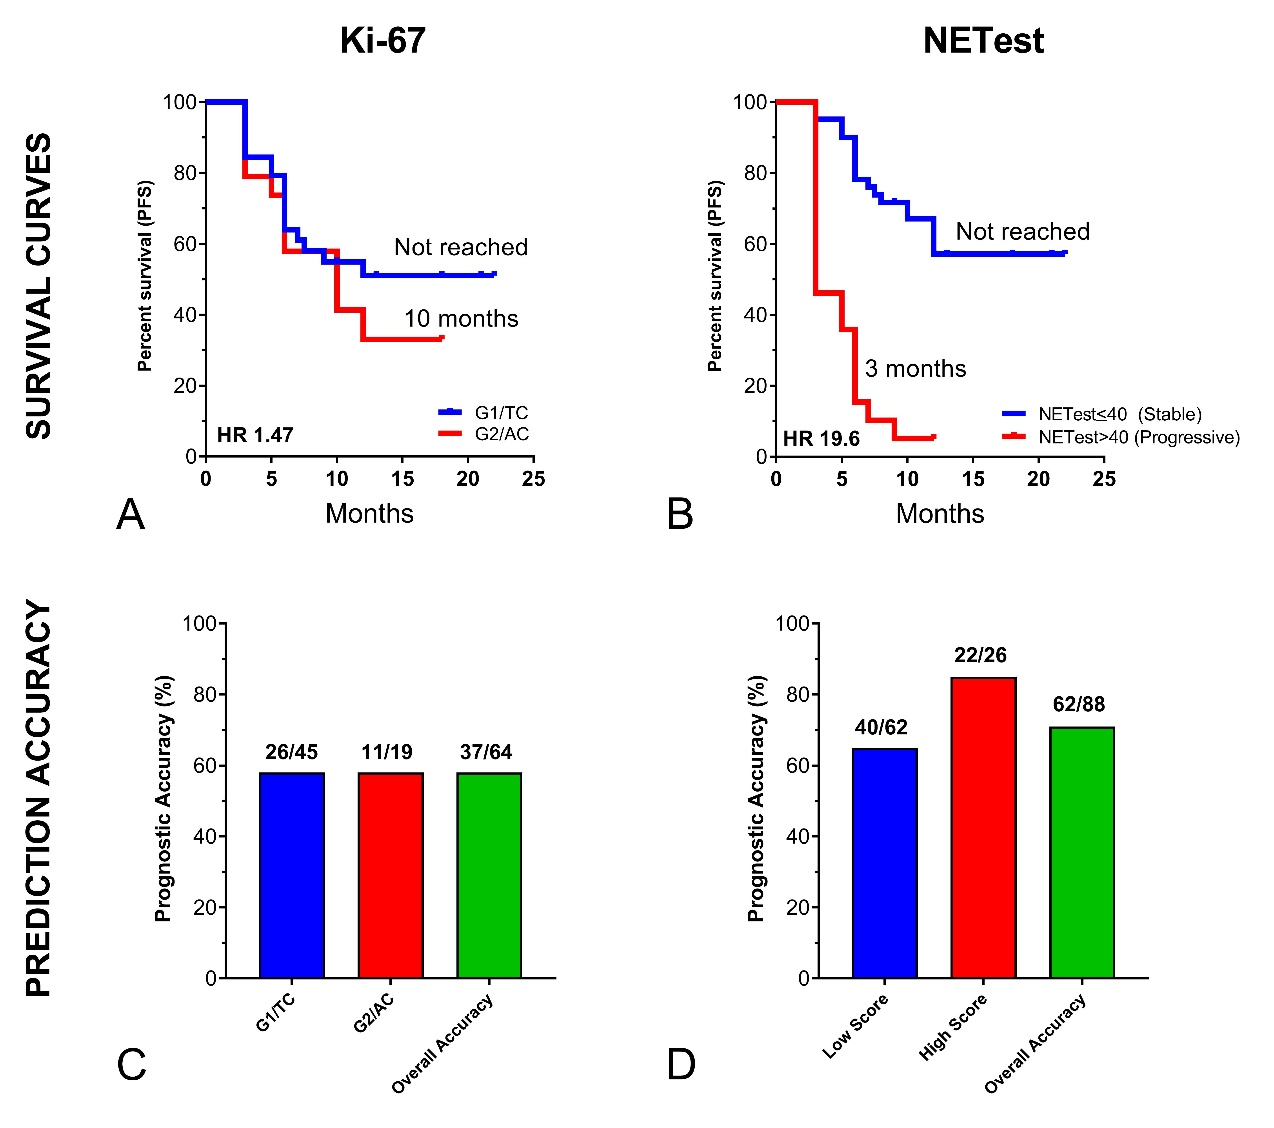 Ki-67
NETest
SURVIVAL CURVES
Percent survival (PFS)
100
80
60
40
20
0
Not reached
10 months
G1/TC
G2/AC
HR 1.47
0 5 10 15 20 25
Months
A
Percent survival (PFS)
100
80
60
40
20
0
Not reached
3 months
NETest≤40 (Stable)
NETest>40 (Progressive)
HR 19.6
0 5 10 15 20 25
Months
B
PREDICTION ACCURACY
Prognostic Accuracy (%)
100
80
60
40
20
0
26/45 11/19 37/64
G1/TC
G2/AC
Overall Accuracy
C
Prognostic Accuracy (%)
100
80
60
40
20
0
40/62 22/26 62/88
Low Score
High Score
Overall Accuracy
D